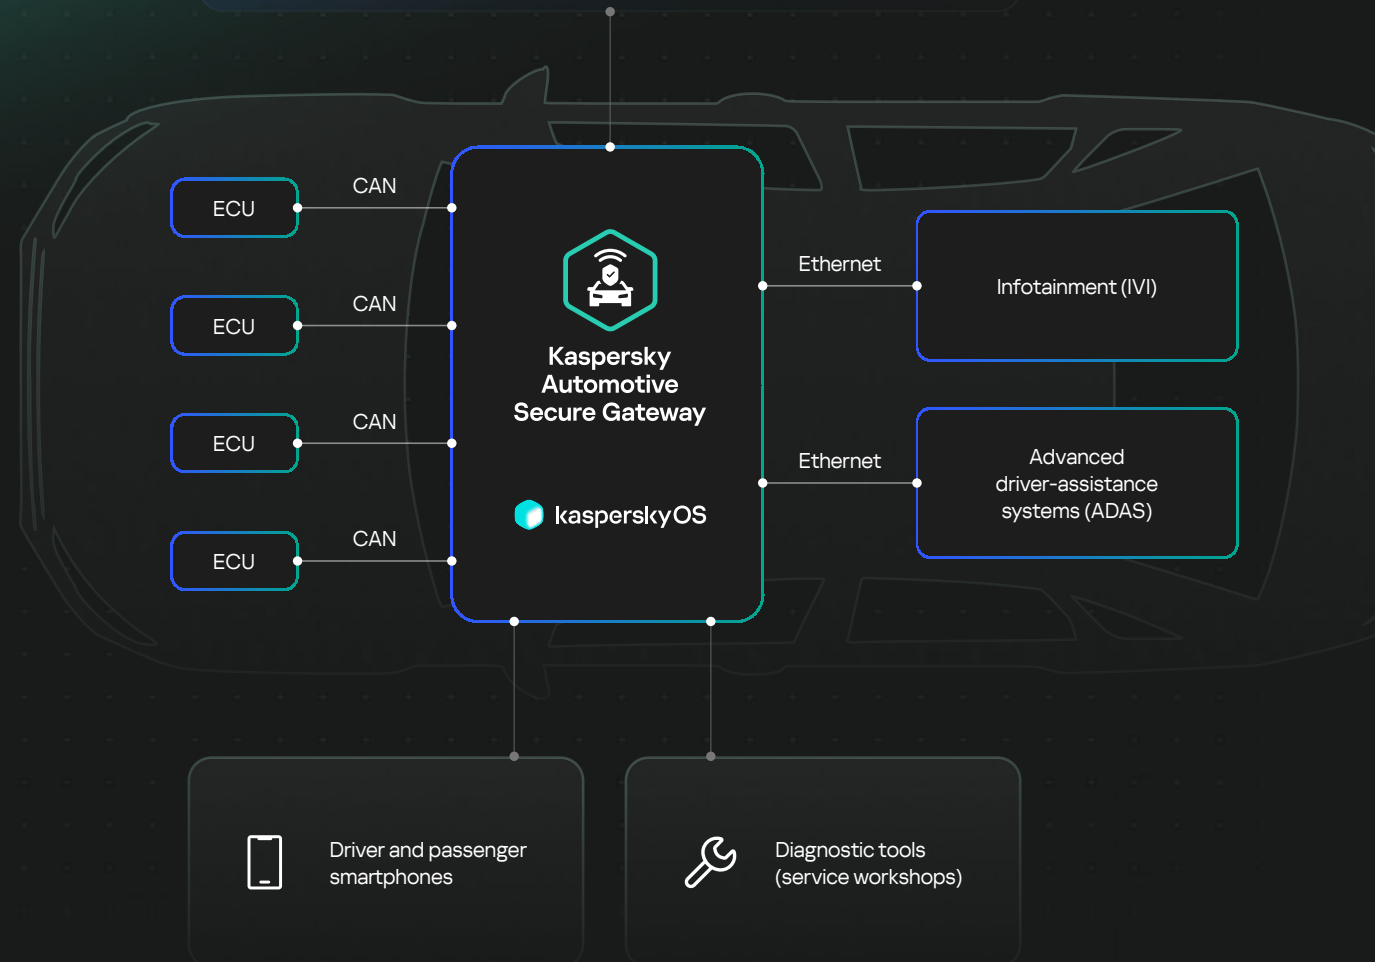 CAN
ECU
CAN
ECU
CAN
ECU
CAN
ECU
Kaspersky
Automotive
Secure Gateway
kasperskyOS
Ethernet
Infotainment (IVI)
Ethernet
Advanced
driver-assistance
systems (ADAS)
Driver and passenger
smartphones
Diagnostic tools
(service workshops)